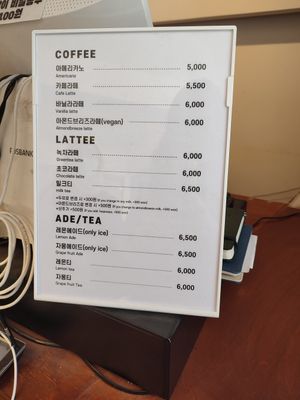 00원
COFFEE
아메리카노 5,000
Americano
카페라떼 5,500
Cafe Latte
바닐라라떼 6,000
Vanilla latte
아몬드브리즈라떼(vegan) 6,000
Almondbreeze latte
LATTEE
녹차라떼 6,000
Greentea latte
초코라떼 6,000
Chocolate latte
밀크티 6,500
milk tea
ADE/TEA
레몬에이드(only ice) 6,500
Lemon Ade
자몽에이드(only ice) 6,500
Grape fruit Ade
레몬티 6,000
Lemon tea
자몽티 6,000
Grape fruit Tea